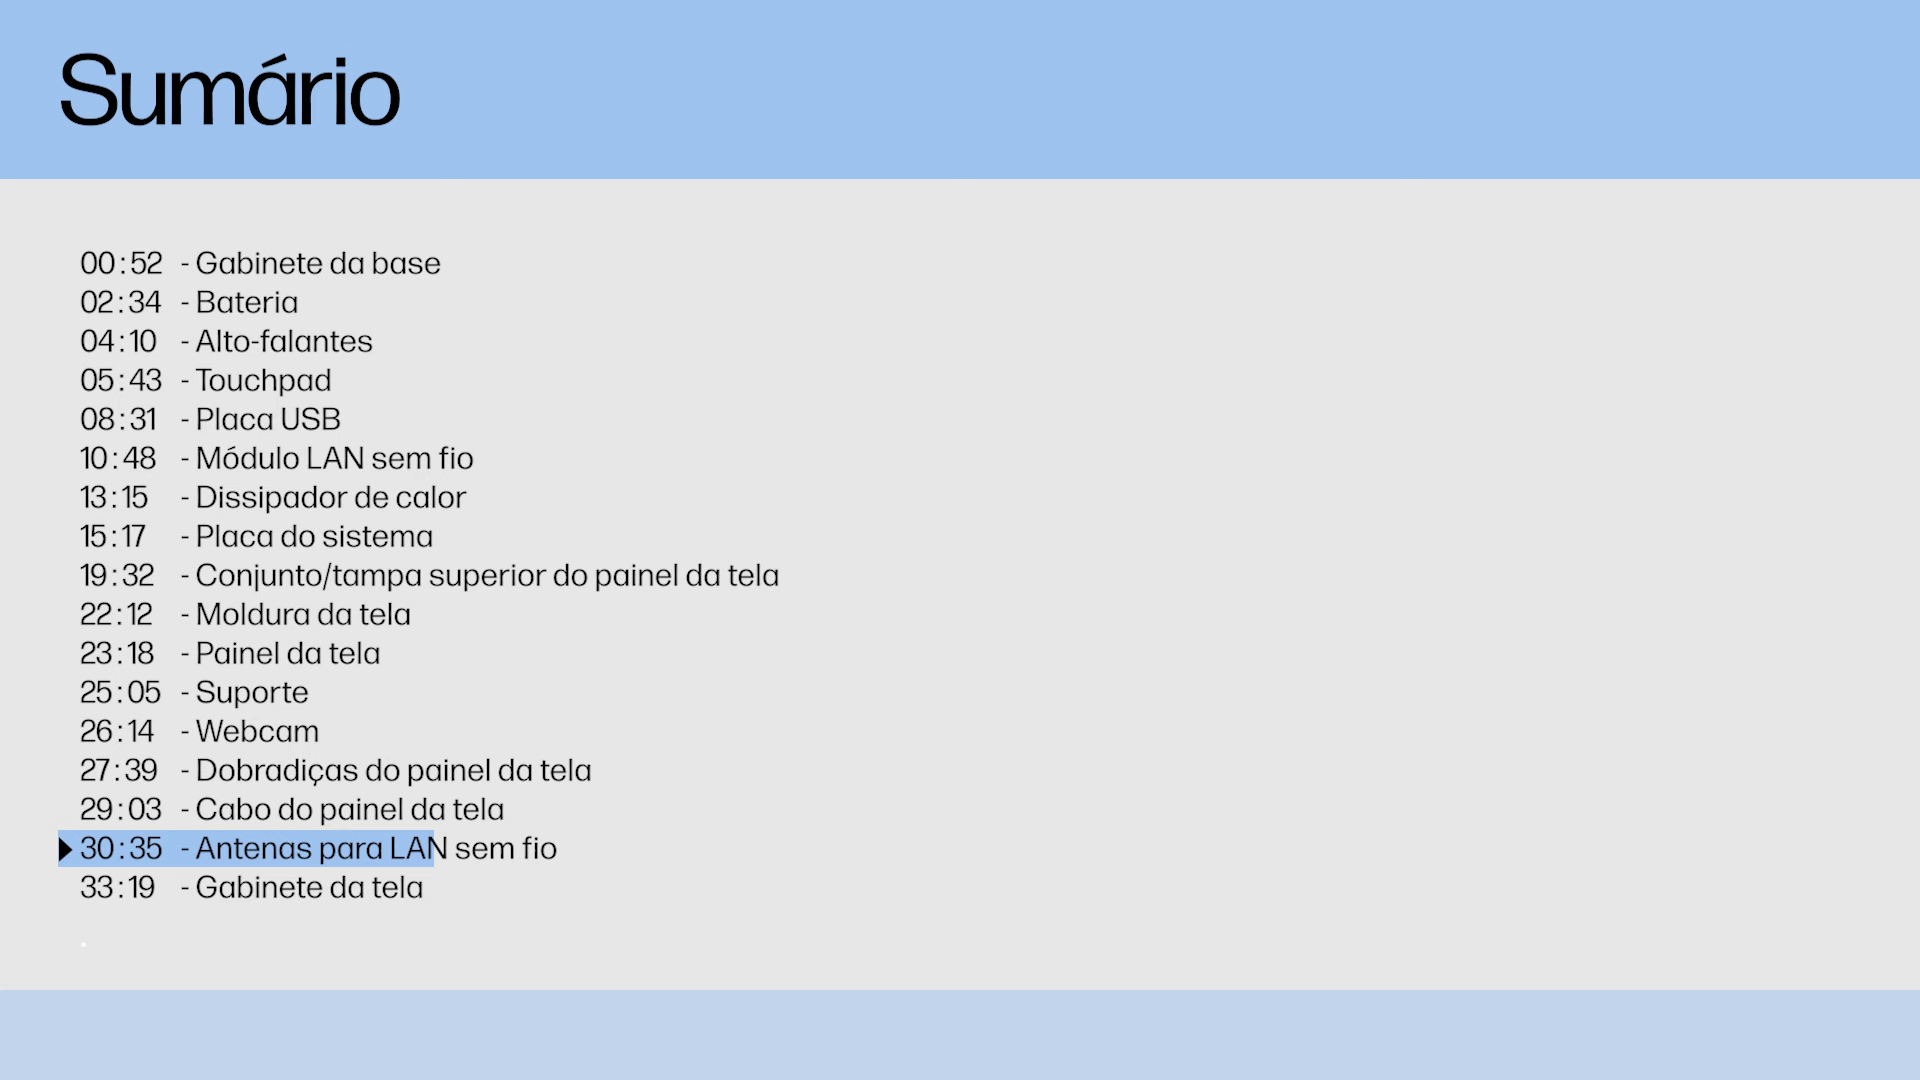 Sumário
00:52 - Gabinete da base
02:34 - Bateria
04:10 - Alto-falantes
05:43 - Touchpad
08:31 - Placa USB
10:48 - Módulo LAN sem fio
13:15 - Dissipador de calor
15:17 - Placa do sistema
19:32 - Conjunto/tampa superior do painel da tela
22:12 - Moldura da tela
23:18 - Painel da tela
25:05 - Suporte
26:14 - Webcam
27:39 - Dobradiças do painel da tela
29:03 - Cabo do painel da tela
30:35 - Antenas para LAN sem fio
33:19 - Gabinete da tela
.